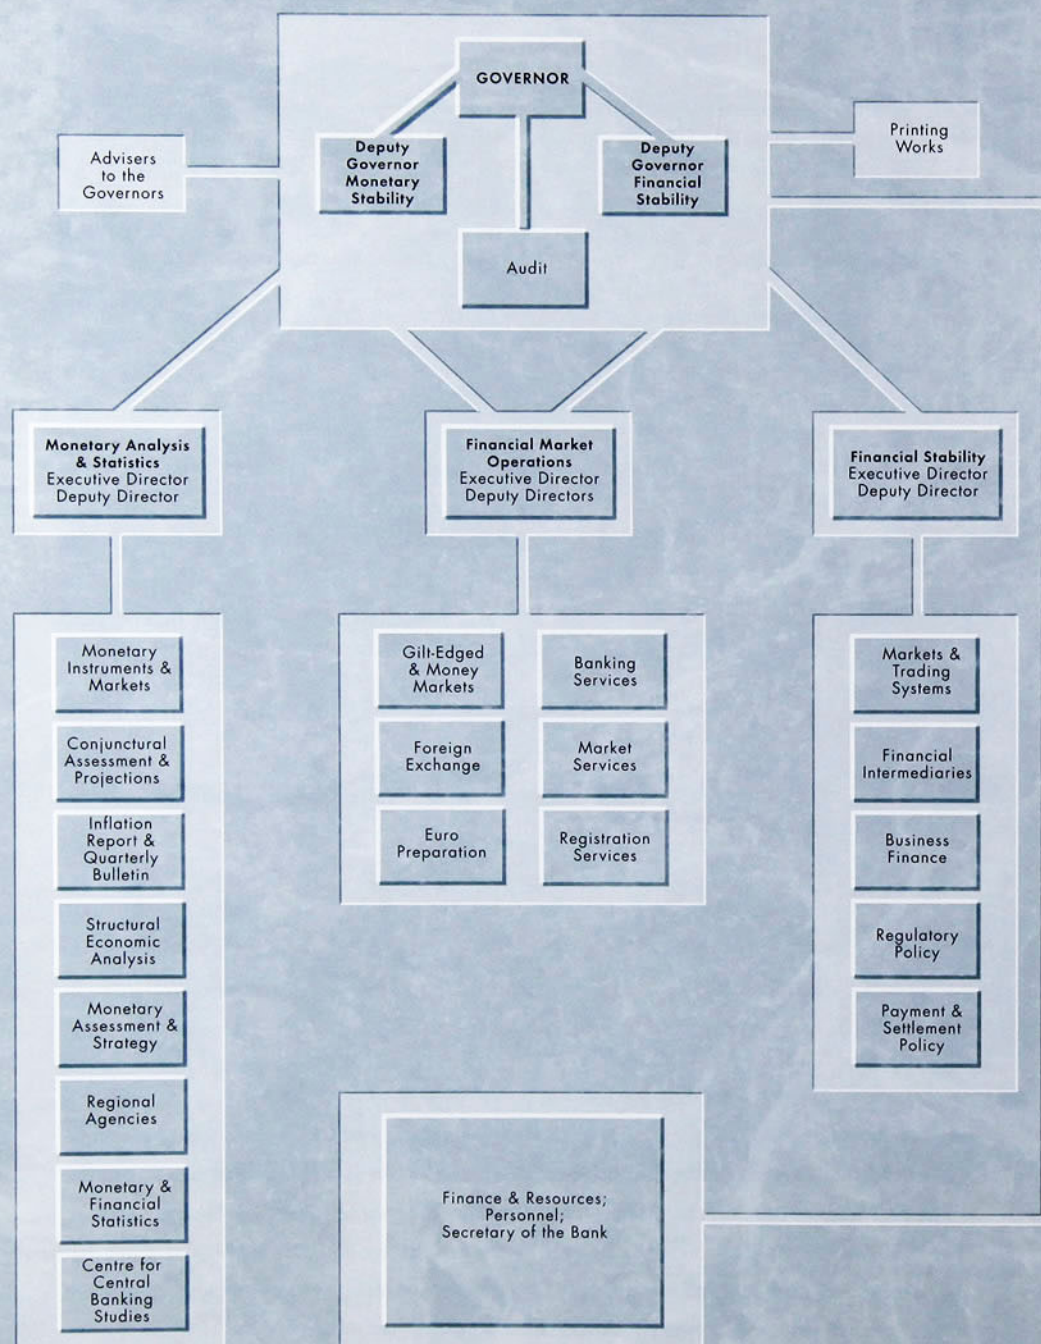 GOVERNOR
Deputy
Governor
Monetary
Stability
Deputy
Governor
Financial
Stability
Audit
Advisers
to the
Governors
Printing
Works
Monetary Analysis
& Statistics
Executive Director
Deputy Director
Financial Market
Operations
Executive Director
Deputy Directors
Financial Stability
Executive Director
Deputy Director
Monetary
Instruments &
Markets
Conjunctural
Assessment &
Projections
Inflation
Report &
Quarterly
Bulletin
Structural
Economic
Analysis
Monetary
Assessment &
Strategy
Regional
Agencies
Monetary &
Financial
Statistics
Centre for
Central
Banking
Studies
Gilt-Edged
& Money
Markets
Banking
Services
Foreign
Exchange
Market
Services
Euro
Preparation
Registration
Services
Markets &
Trading
Systems
Financial
Intermediaries
Business
Finance
Regulatory
Policy
Payment &
Settlement
Policy
Finance & Resources;
Personnel;
Secretary of the Bank